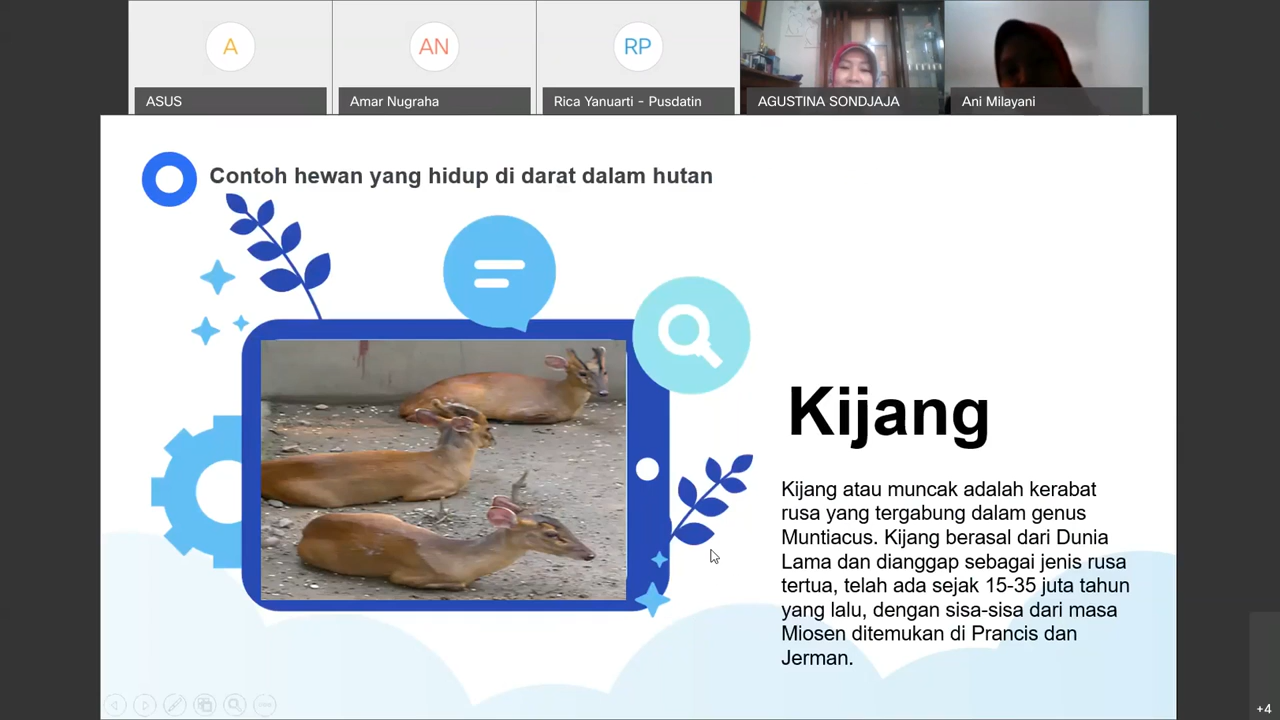 A
AN
RP
ASUS
Amar Nugraha
Rica Yanuarti - Pusdatin
AGUSTINA SONDJAJA
Ani Milayani
Contoh hewan yang hidup di darat dalam hutan
Kijang
Kijang atau muncak adalah kerabat
rusa yang tergabung dalam genus
Muntiacus. Kijang berasal dari Dunia
Lama dan dianggap sebagai jenis rusa
tertua, telah ada sejak 15-35 juta tahun
yang lalu, dengan sisa-sisa dari masa
Miosen ditemukan di Prancis dan
Jerman.
+4